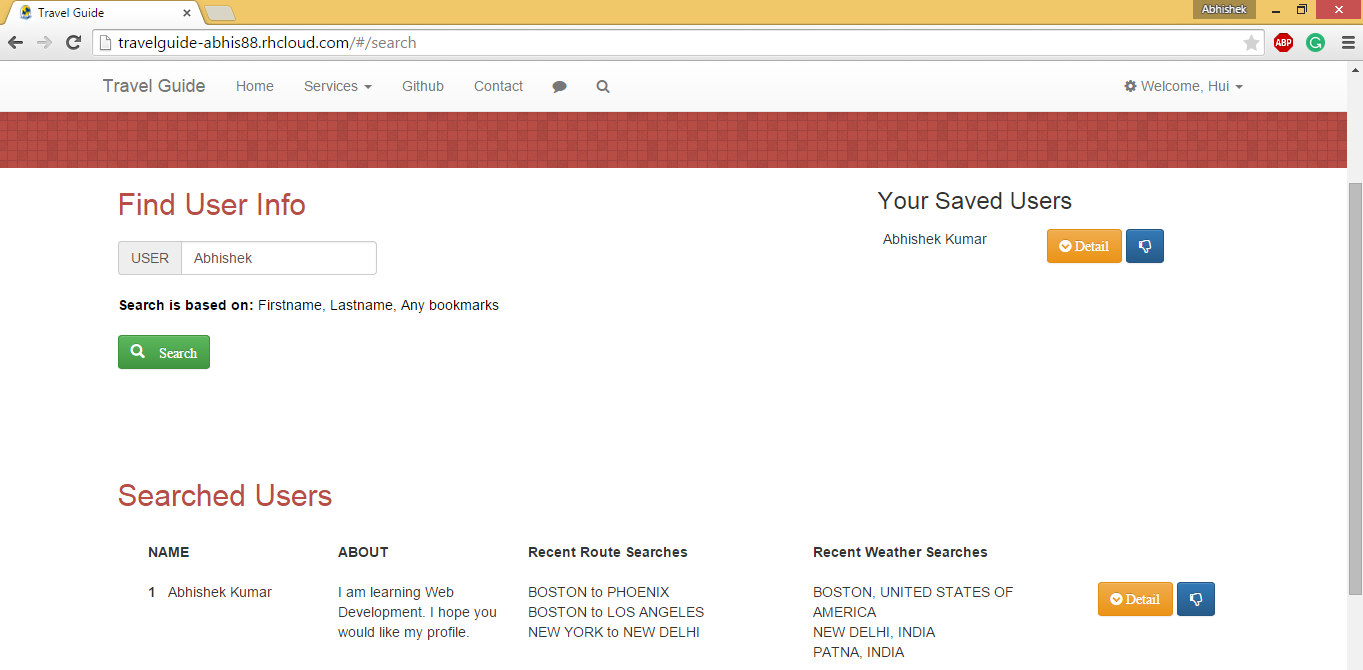 Travel Guide
Abhishek
travelguide-abhis88.rhcloud.com/#/search
ABP
G
Travel Guide Home Services Github Contact Welcome, Hui
Find User Info
USER Abhishek
Search is based on: Firstname, Lastname, Any bookmarks
Search
Your Saved Users
Abhishek Kumar Detail
Searched Users
NAME ABOUT Recent Route Searches Recent Weather Searches
1 Abhishek Kumar
I am learning Web
Development. I hope you
would like my profile.
BOSTON to PHOENIX
BOSTON to LOS ANGELES
NEW YORK to NEW DELHI
BOSTON, UNITED STATES OF
AMERICA
NEW DELHI, INDIA
PATNA, INDIA
Detail